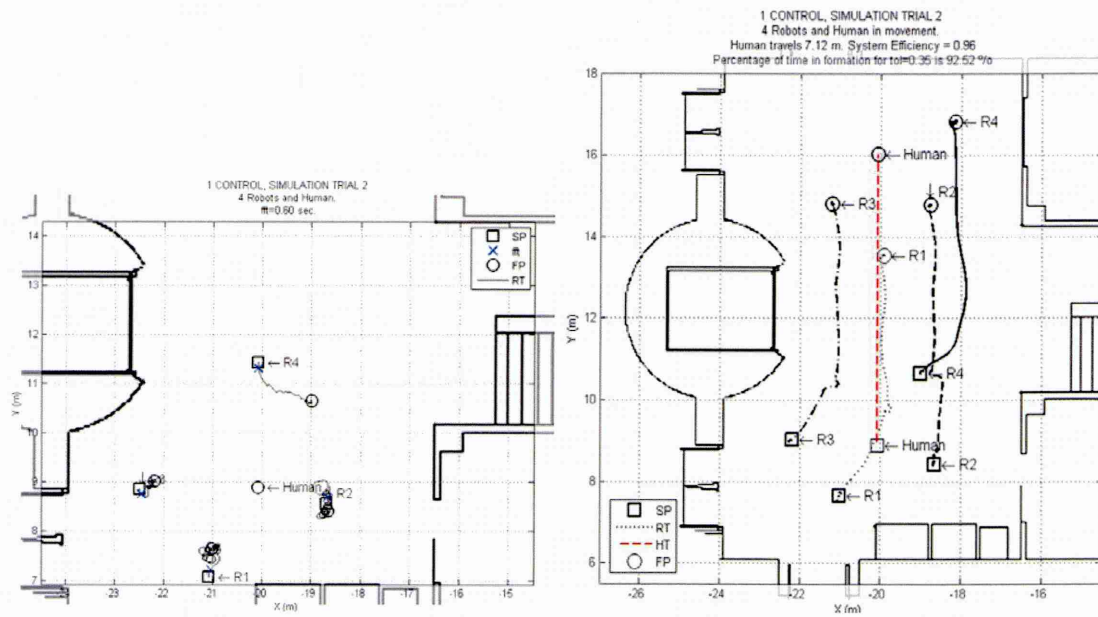 1 CONTROL, SIMULATION TRIAL 2
4 Robots and Human.
fft=0.60 sec.
SP
fft
FP
RT
14
13
12
11
10
9
8
7
Y (m)
R4
R3
Human
R2
R1
-23
-22
-21
-20
-19
-18
-17
-16
-15
X (m)
1 CONTROL, SIMULATION TRIAL 2
4 Robots and Human in movement.
Human travels 7.12 m. System Efficiency = 0.96
Percentage of time in formation for tol=0.35 is 92.52 %
18
16
14
12
10
8
6
Y (m)
R4
Human
R3
R2
R1
R4
R3
Human
R2
R1
SP
RT
HT
FP
-26
-24
-22
-20
-18
-16
X (m)